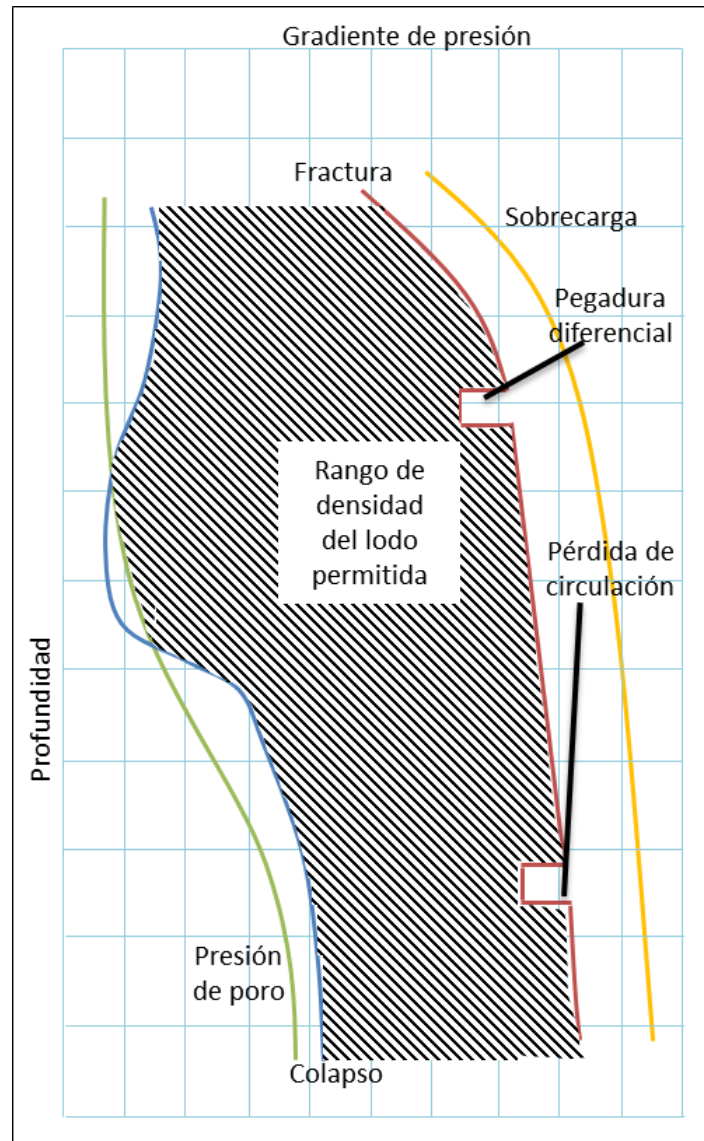 Gradiente de presión
Fractura
Sobrecarga
Pegadura
diferencial
Rango de
densidad
del lodo
permitida
Pérdida de
circulación
Profundidad
Presión
de poro
Colapso